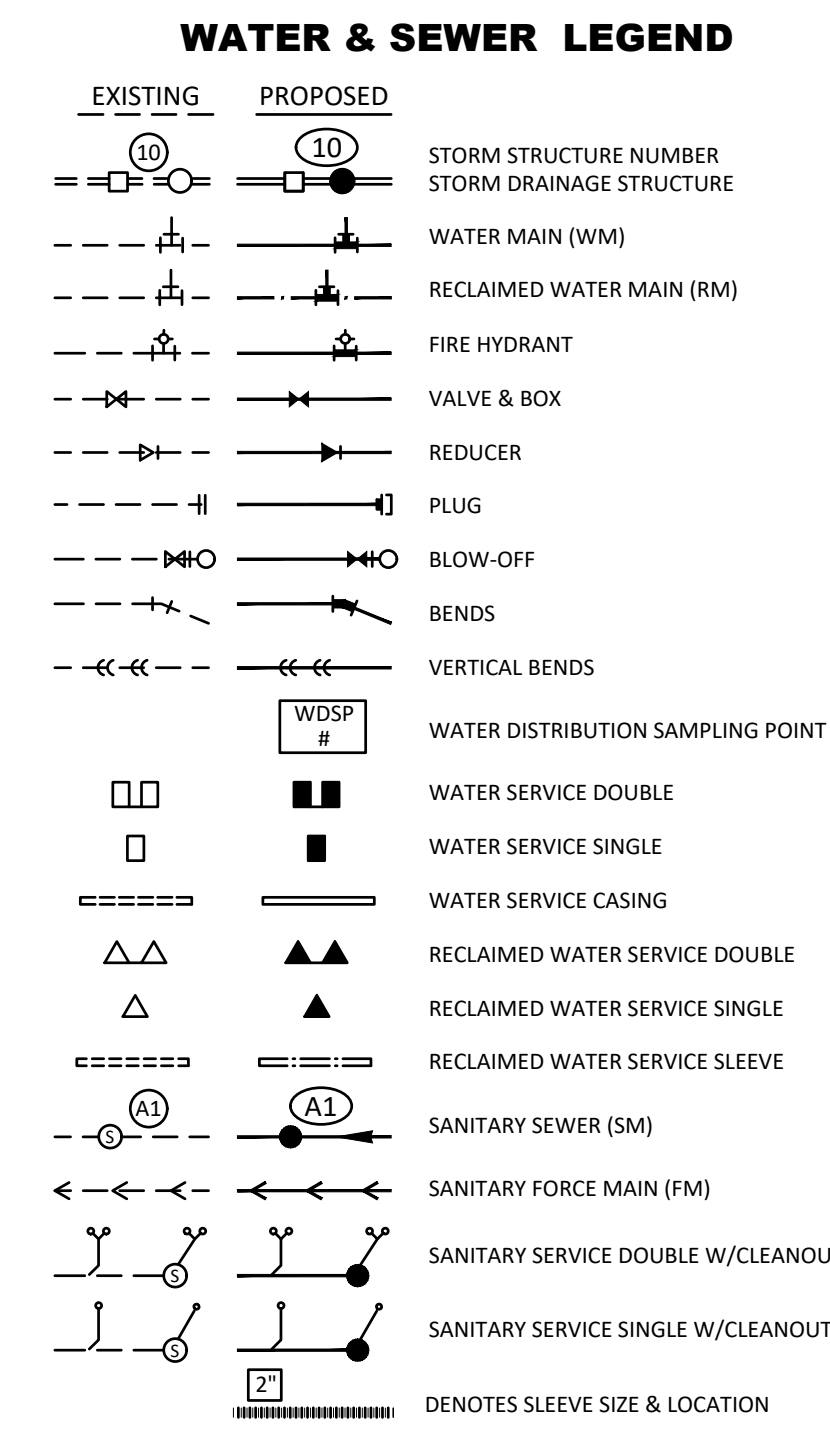 WATER & SEWER LEGEND
EXISTING PROPOSED
10 10 STORM STRUCTURE NUMBER
STORM DRAINAGE STRUCTURE
WATER MAIN (WM)
RECLAIMED WATER MAIN (RM)
FIRE HYDRANT
VALVE & BOX
REDUCER
PLUG
BLOW-OFF
BENDS
VERTICAL BENDS
WDSP
# WATER DISTRIBUTION SAMPLING POINT
WATER SERVICE DOUBLE
WATER SERVICE SINGLE
WATER SERVICE CASING
RECLAIMED WATER SERVICE DOUBLE
RECLAIMED WATER SERVICE SINGLE
RECLAIMED WATER SERVICE SLEEVE
A1 A1
S SANITARY SEWER (SM)
SANITARY FORCE MAIN (FM)
SANITARY SERVICE DOUBLE W/CLEANOU
S
SANITARY SERVICE SINGLE W/CLEANOUT
S
2"
DENOTES SLEEVE SIZE & LOCATION